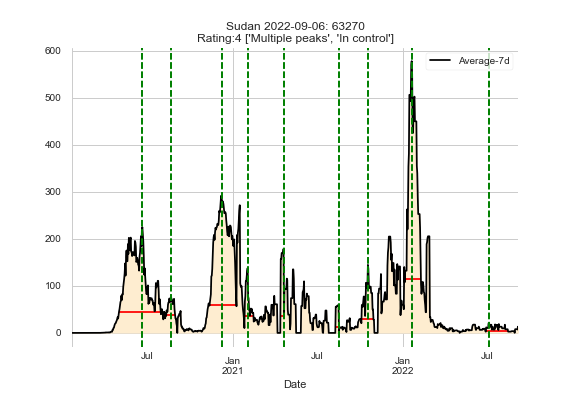 Sudan 2022-09-06: 63270
Rating:4 ['Multiple peaks', 'In control']
600
Average-7d
500
400
300
200
100
0
Jul
Jan
2021
Jul
Jan
2022
Jul
Date